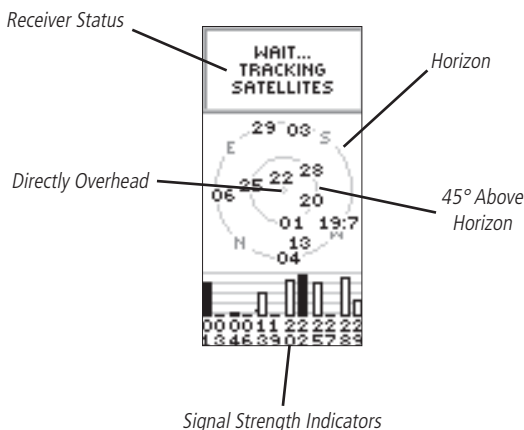 Receiver Status
WAIT...
TRACKING
SATELLITES
Horizon
29 03 S
E
22 28
Directly Overhead
25
06
20
45° Above
Horizon
01 19:7
N 13 W
04
00 00 11 22 22 22
13 46 39 02 57 89
Signal Strength Indicators